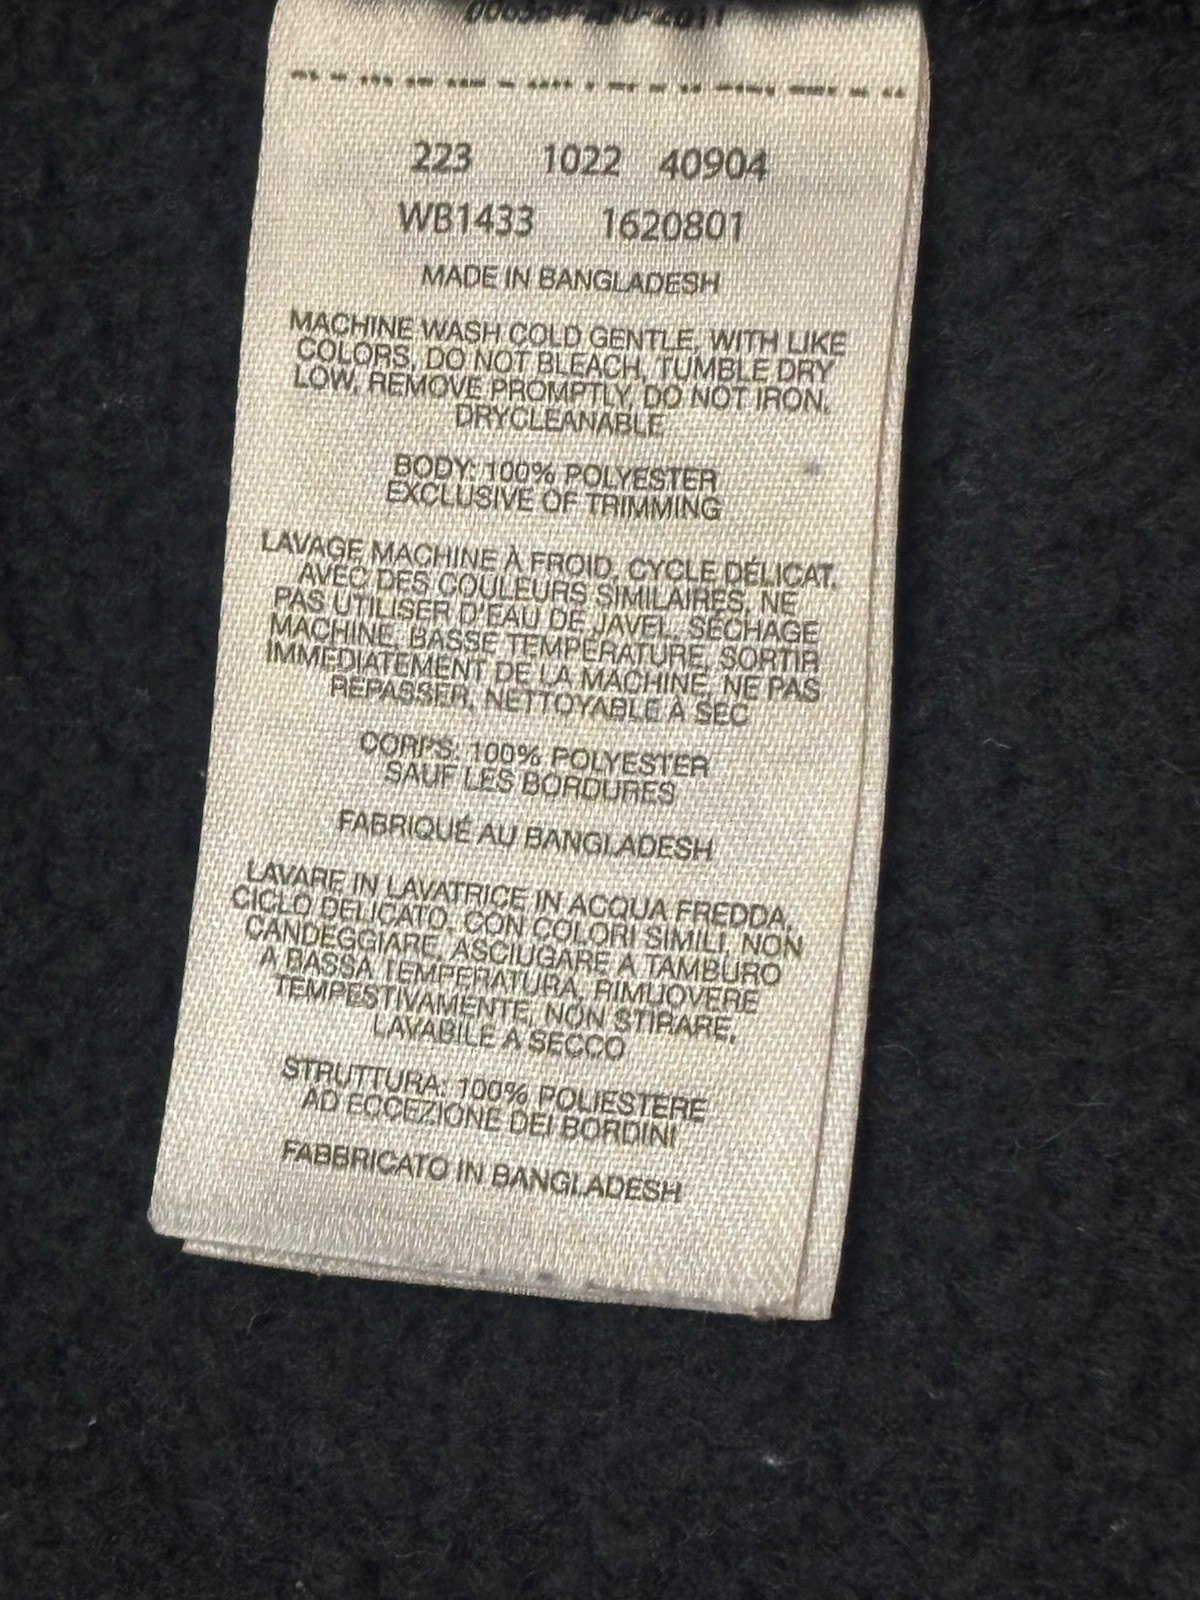 223 1022 40904
WB1433 1620801
MADE IN BANGLADESH
MACHINE WASH COLD GENTLE, WITH LIKE
COLORS, DO NOT BLEACH, TUMBLE DRY
LOW, REMOVE PROMPTLY, DO NOT IRON,
DRYCLEANABLE
BODY: 100% POLYESTER
EXCLUSIVE OF TRIMMING
LAVAGE MACHINE À FROID, CYCLE DÉLICAT,
AVEC DES COULEURS SIMILAIRES, NE
PAS UTILISER D'EAU DE JAVEL, SÉCHAGE
MACHINE, BASSE TEMPÉRATURE, SORTIR
IMMÉDIATEMENT DE LA MACHINE, NE PAS
REPASSER, NETTOYABLE À SEC
CORPS: 100% POLYESTER
SAUF LES BORDURES
FABRIQUÉ AU BANGLADESH
LAVARE IN LAVATRICE IN ACQUA FREDDA,
CICLO DELICATO, CON COLORI SIMILI, NON
CANDEGGIARE, ASCIUGARE A TAMBURO
A BASSA TEMPERATURA, RIMUOVERE
TEMPESTIVAMENTE, NON STIRARE,
LAVABILE A SECCO
STRUTTURA: 100% POLIESTERE
AD ECCEZIONE DEI BORDINI
FABBRICATO IN BANGLADESH